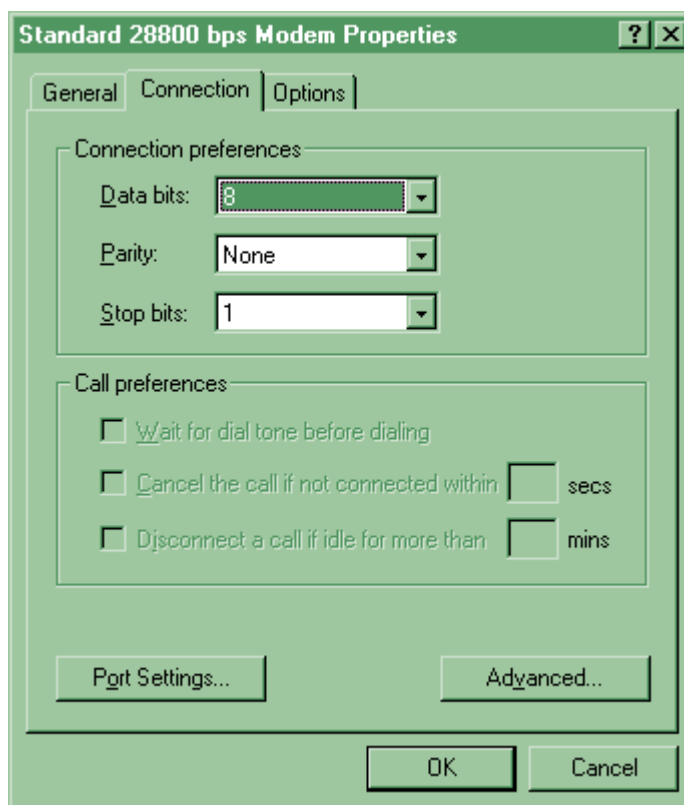 Standard 28800 bps Modem Properties ? X
General Connection Options
Connection preferences
Data bits: 8
Parity: None
Stop bits: 1
Call preferences
Wait for dial tone before dialing
Cancel the call if not connected within secs
Disconnect a call if idle for more than mins
Port Settings... Advanced...
OK Cancel